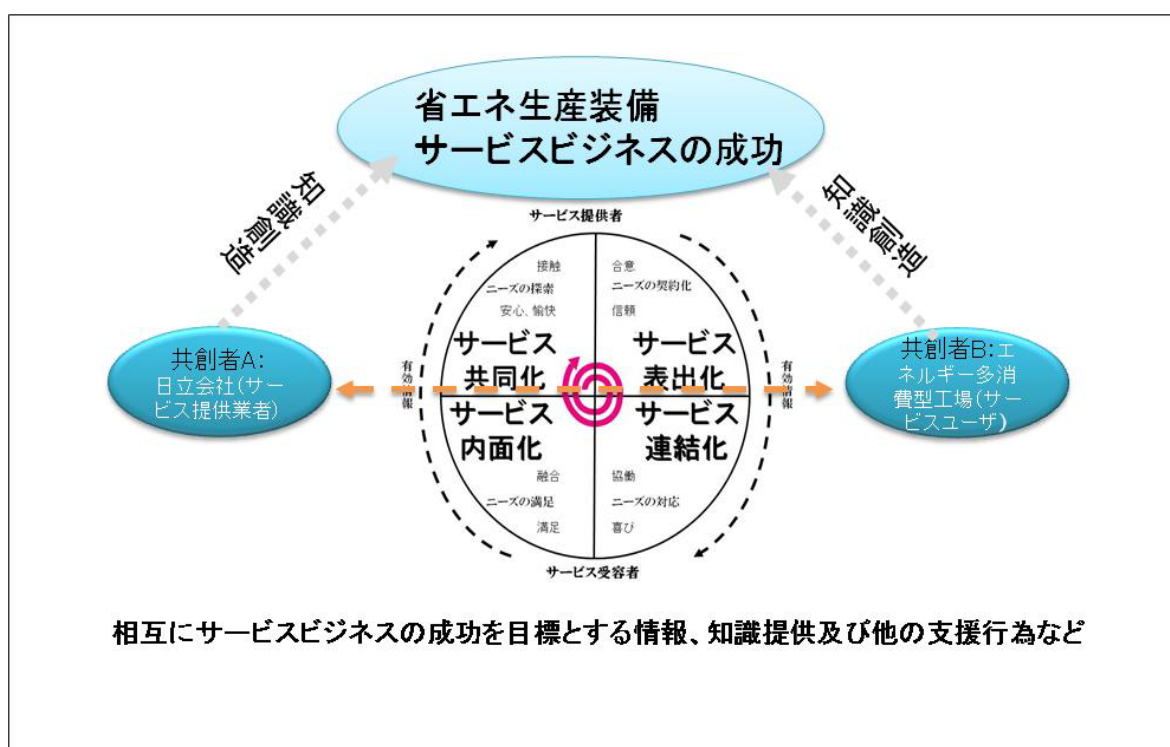 省エネ生産装備
サービスビジネスの成功
知識創造
知識創造
サービス提供者
接触
合意
ニーズの探索
ニーズの契約化
安心、愉快
信頼
サービス
共同化
サービス
表出化
共創者A:
日立会社(サー
ビス提供業者)
有効情報
有効情報
共創者B:エ
ネルギー多消
費型工場(サー
ビスユーザ)
サービス
内面化
サービス
連結化
融合
協働
ニーズの満足
ニーズの対応
満足
喜び
サービス受容者
相互にサービスビジネスの成功を目標とする情報、知識提供及び他の支援行為など